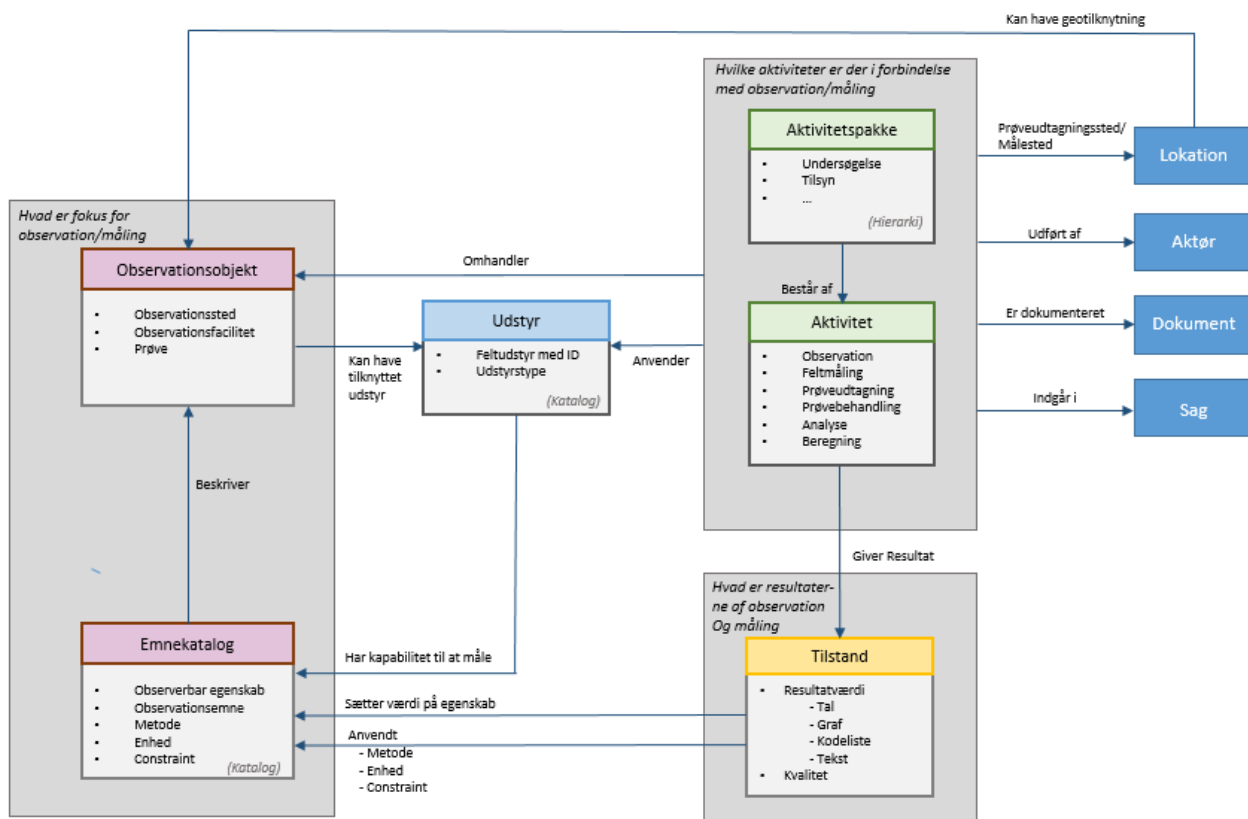 Kan have geotilknytning
Hvilke aktiviteter er der i forbindelse
med observation/måling
Aktivitetspakke
▪ Undersøgelse
▪ Tilsyn
▪ ...
(Hierarki)
Prøveudtagningssted/
Målested
Lokation
Udført af
Aktør
Er dokumenteret
Dokument
Indgår i
Sag
Hvad er fokus for
observation/måling
Observationsobjekt
▪ Observationssted
▪ Observationsfacilitet
▪ Prøve
Omhandler
Består af
Udstyr
▪ Feltudstyr med ID
▪ Udstyrstype
(Katalog)
Kan have
tilknyttet
udstyr
Anvender
Aktivitet
▪ Observation
▪ Feltmåling
▪ Prøveudtagning
▪ Prøvebehandling
▪ Analyse
▪ Beregning
Beskriver
Giver Resultat
Hvad er resultater-
ne af observation
Og måling
Emnekatalog
▪ Observerbar egenskab
▪ Observationsemne
▪ Metode
▪ Enhed
▪ Constraint
(Katalog)
Har kapabilitet til at måle
Sætter værdi på egenskab
Anvendt
- Metode
- Enhed
- Constraint
Tilstand
▪ Resultatværdi
- Tal
- Graf
- Kodeliste
- Tekst
▪ Kvalitet